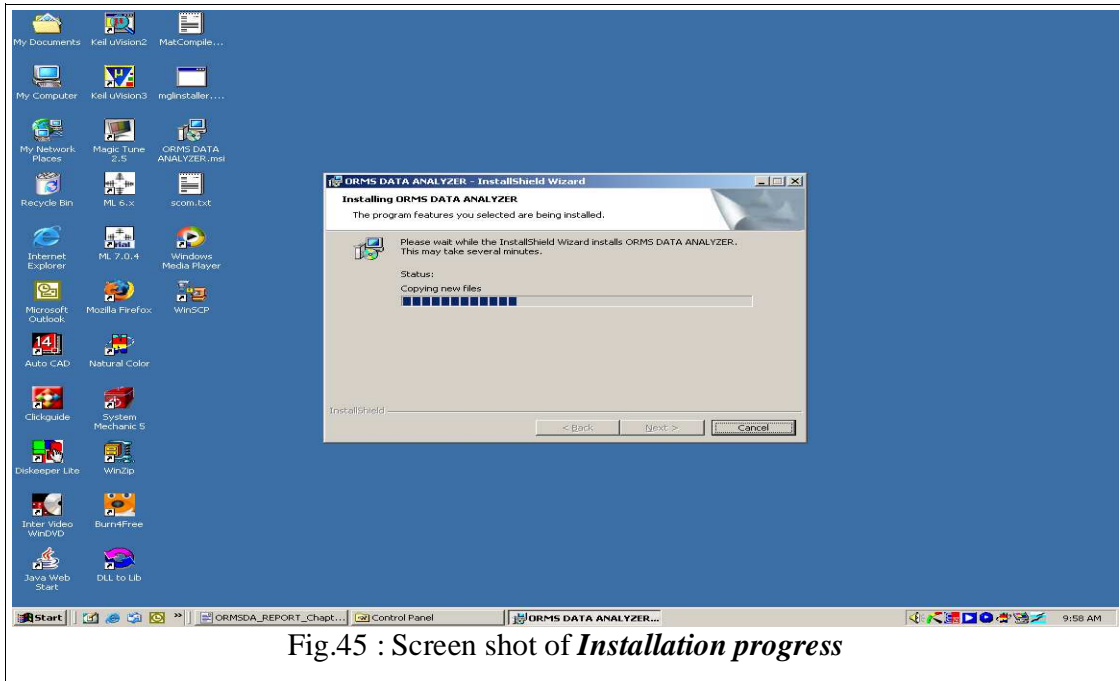 My Documents
Keil uVision2
MatCompile...
My Computer
Keil uVision3
mglinstaller....
My Network
Places
Magic Tune
2.5
ORMS DATA
ANALYZER.msi
Recycle Bin
ML 6.x
scom.txt
Internet
Explorer
ML 7.0.4
Windows
Media Player
Microsoft
Outlook
Mozilla Firefox
WinSCP
14
Auto CAD
Natural Color
Clickguide
System
Mechanic 5
Diskeeper Lite
WinZip
Inter Video
WinDVD
Burn4Free
Java Web
Start
DLL to Lib
ORMS DATA ANALYZER - InstallShield Wizard
Installing ORMS DATA ANALYZER
The program features you selected are being installed.
Please wait while the InstallShield Wizard installs ORMS DATA ANALYZER.
This may take several minutes.
Status:
Copying new files
InstallShield
< Back
Next >
Cancel
Start
ORMSDA_REPORT_Chapt...
Control Panel
ORMS DATA ANALYZER...
9:58 AM
Fig.45 : Screen shot of Installation progress